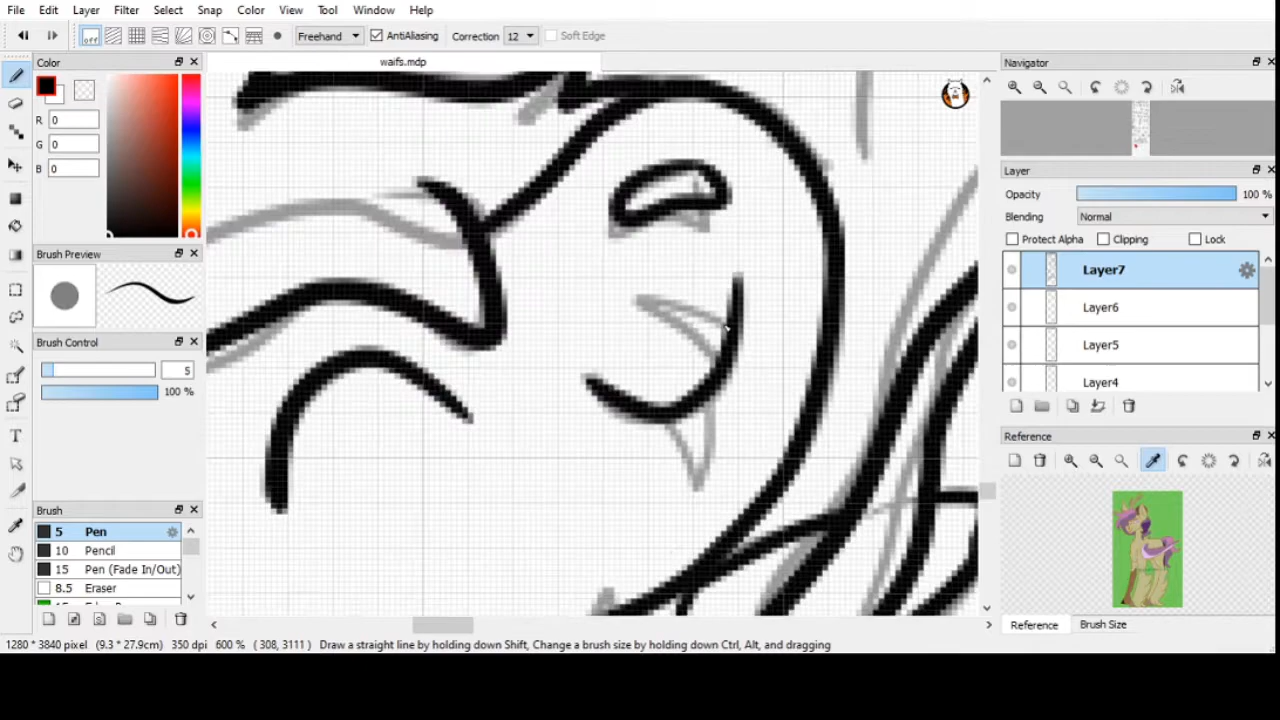 File Edit Layer Filter Select Snap Color View Tool Window Help
off Freehand AntiAliasing Correction 12 Soft Edge
Color
waifs.mdp
Navigator
R 0
G 0
B 0
Layer
Opacity 100 %
Blending Normal
Protect Alpha Clipping Lock
Brush Preview
Layer7
Layer6
Layer5
Layer4
Brush Control
5
100 %
Reference
Brush
5 Pen
10 Pencil
15 Pen (Fade In/Out)
8.5 Eraser
Reference Brush Size
1280 * 3840 pixel (9.3 * 27.9cm) 350 dpi 600 % ( 308, 3111 ) Draw a straight line by holding down Shift, Change a brush size by holding down Ctrl, Alt, and dragging